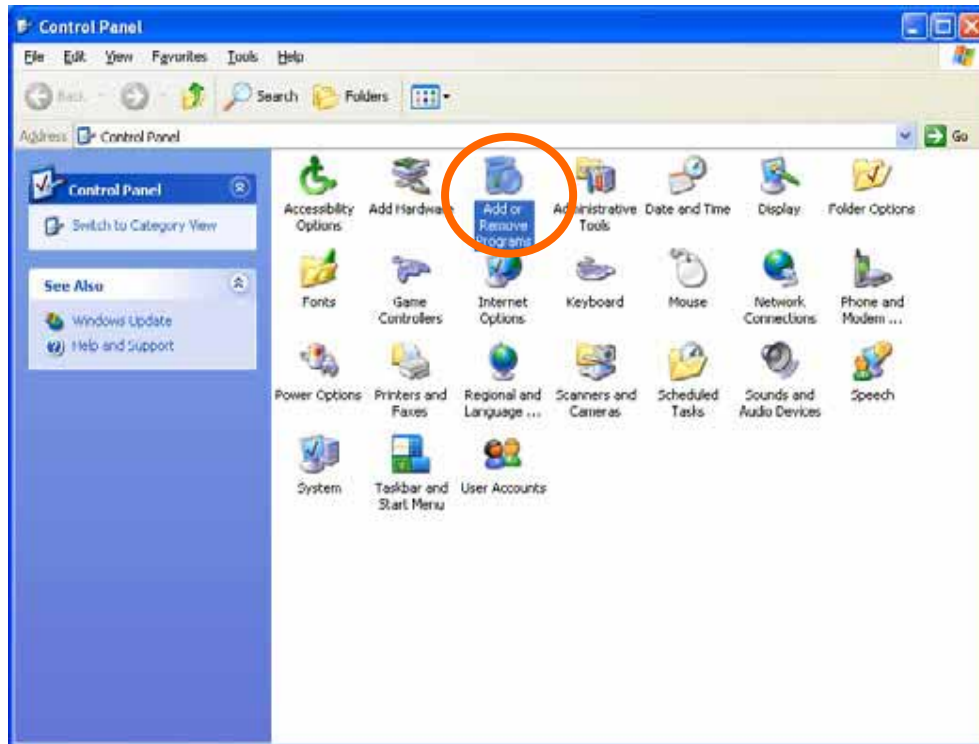 Control Panel
File Edit View Favorites Tools Help
Back Search Folders
Address Control Panel Go
Control Panel
Switch to Category View
See Also
Windows Update
Help and Support
Accessibility Add Hardware Add or Administrative Date and Time Display Folder Options
Options Remove Tools
Programs
Fonts Game Internet Keyboard Mouse Network Phone and
Controllers Options Connections Modem ...
Power Options Printers and Regional and Scanners and Scheduled Sounds and Speech
Faxes Language ... Cameras Tasks Audio Devices
System Taskbar and User Accounts
Start Menu